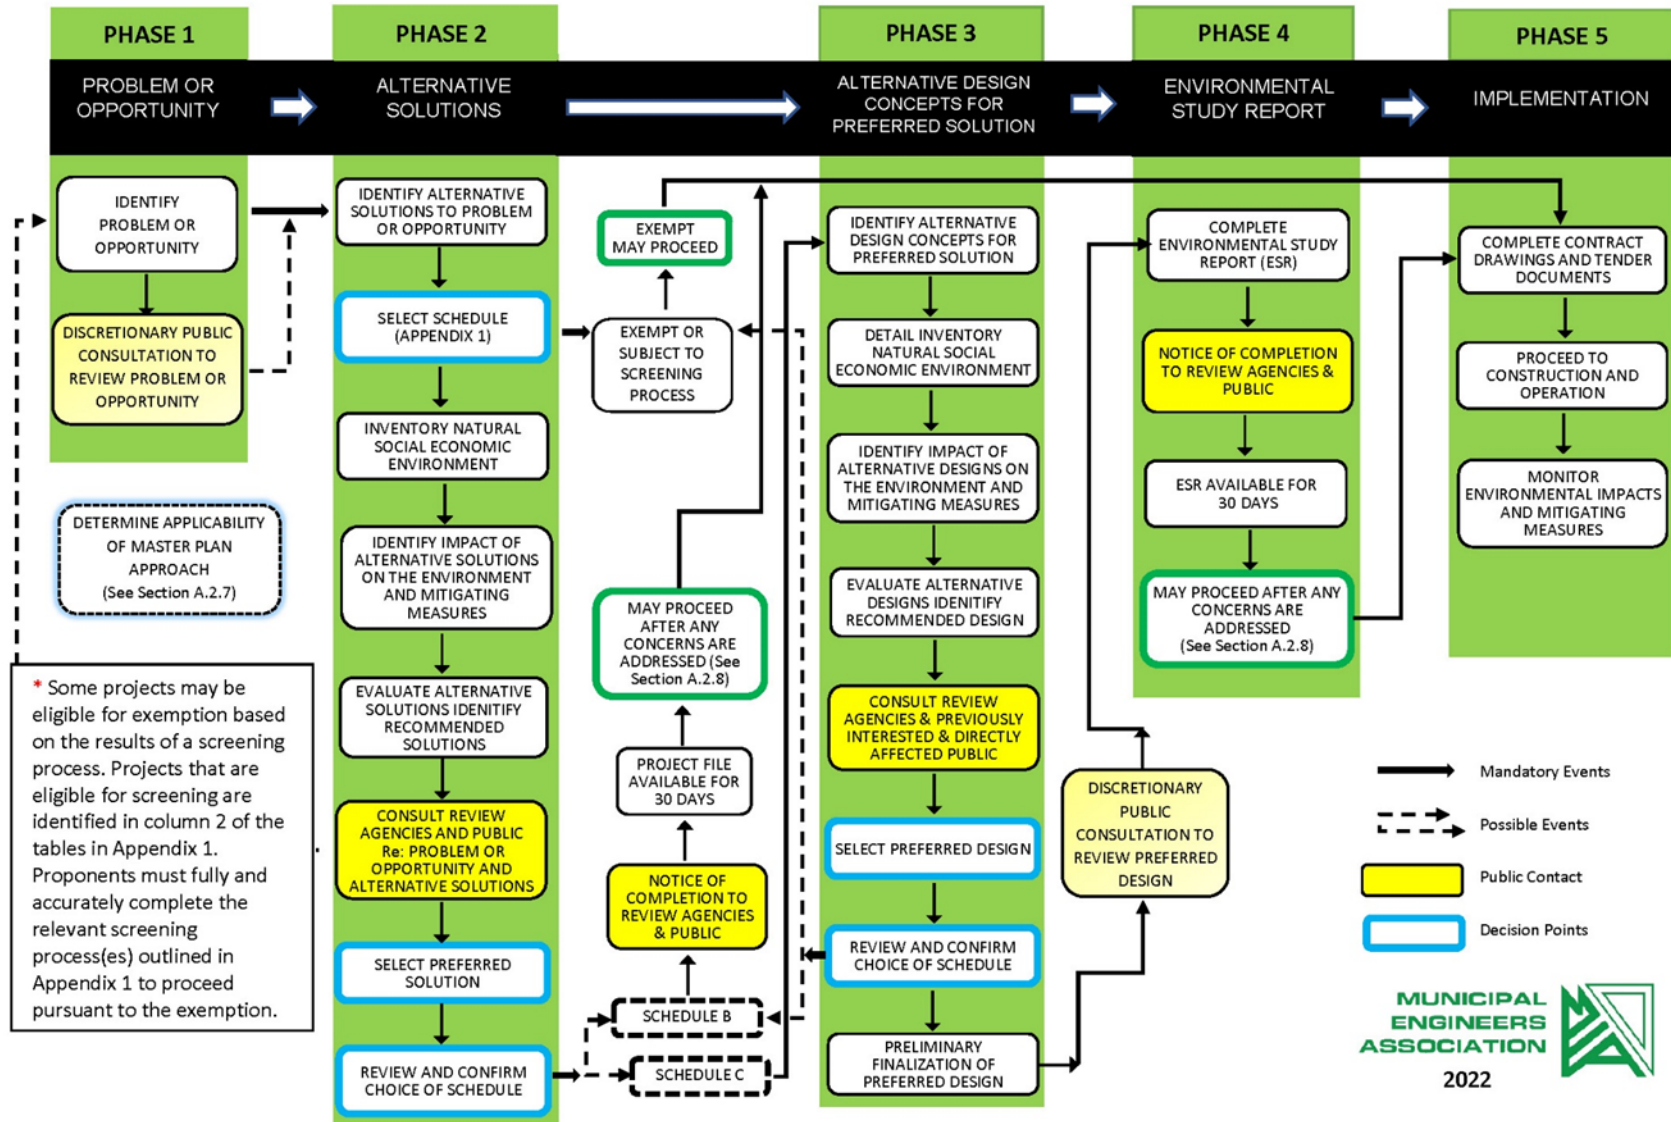 PHASE 1
PROBLEM OR
OPPORTUNITY
IDENTIFY
PROBLEM OR
OPPORTUNITY
DISCRETIONARY PUBLIC
CONSULTATION TO
REVIEW PROBLEM OR
OPPORTUNITY
DETERMINE APPLICABILITY
OF MASTER PLAN
APPROACH
(See Section A.2.7)
* Some projects may be
eligible for exemption based
on the results of a screening
process. Projects that are
eligible for screening are
identified in column 2 of the
tables in Appendix 1.
Proponents must fully and
accurately complete the
relevant screening
process(es) outlined in
Appendix 1 to proceed
pursuant to the exemption.
PHASE 2
ALTERNATIVE
SOLUTIONS
IDENTIFY ALTERNATIVE
SOLUTIONS TO PROBLEM
OR OPPORTUNITY
SELECT SCHEDULE
(APPENDIX 1)
INVENTORY NATURAL
SOCIAL ECONOMIC
ENVIRONMENT
IDENTIFY IMPACT OF
ALTERNATIVE SOLUTIONS
ON THE ENVIRONMENT
AND MITIGATING
MEASURES
EVALUATE ALTERNATIVE
SOLUTIONS IDENTIFY
RECOMMENDED
SOLUTIONS
CONSULT REVIEW
AGENCIES AND PUBLIC
Re: PROBLEM OR
OPPORTUNITY AND
ALTERNATIVE SOLUTIONS
SELECT PREFERRED
SOLUTION
REVIEW AND CONFIRM
CHOICE OF SCHEDULE
EXEMPT
MAY PROCEED
EXEMPT OR
SUBJECT TO
SCREENING
PROCESS
MAY PROCEED
AFTER ANY
CONCERNS ARE
ADDRESSED (See
Section A.2.8)
PROJECT FILE
AVAILABLE FOR
30 DAYS
NOTICE OF
COMPLETION TO
REVIEW AGENCIES
& PUBLIC
SCHEDULE B
SCHEDULE C
PHASE 3
ALTERNATIVE DESIGN
CONCEPTS FOR
PREFERRED SOLUTION
IDENTIFY ALTERNATIVE
DESIGN CONCEPTS FOR
PREFERRED SOLUTION
DETAIL INVENTORY
NATURAL SOCIAL
ECONOMIC ENVIRONMENT
IDENTIFY IMPACT OF
ALTERNATIVE DESIGNS ON
THE ENVIRONMENT AND
MITIGATING MEASURES
EVALUATE ALTERNATIVE
DESIGNS IDENTIFY
RECOMMENDED DESIGN
CONSULT REVIEW
AGENCIES & PREVIOUSLY
INTERESTED & DIRECTLY
AFFECTED PUBLIC
SELECT PREFERRED DESIGN
REVIEW AND CONFIRM
CHOICE OF SCHEDULE
PRELIMINARY
FINALIZATION OF
PREFERRED DESIGN
DISCRETIONARY
PUBLIC
CONSULTATION TO
REVIEW PREFERRED
DESIGN
PHASE 4
ENVIRONMENTAL
STUDY REPORT
COMPLETE
ENVIRONMENTAL STUDY
REPORT (ESR)
NOTICE OF COMPLETION
TO REVIEW AGENCIES &
PUBLIC
ESR AVAILABLE FOR
30 DAYS
MAY PROCEED AFTER ANY
CONCERNS ARE
ADDRESSED
(See Section A.2.8)
PHASE 5
IMPLEMENTATION
COMPLETE CONTRACT
DRAWINGS AND TENDER
DOCUMENTS
PROCEED TO
CONSTRUCTION AND
OPERATION
MONITOR
ENVIRONMENTAL IMPACTS
AND MITIGATING
MEASURES
Mandatory Events
Possible Events
Public Contact
Decision Points
MUNICIPAL
ENGINEERS
ASSOCIATION
2022
MEA